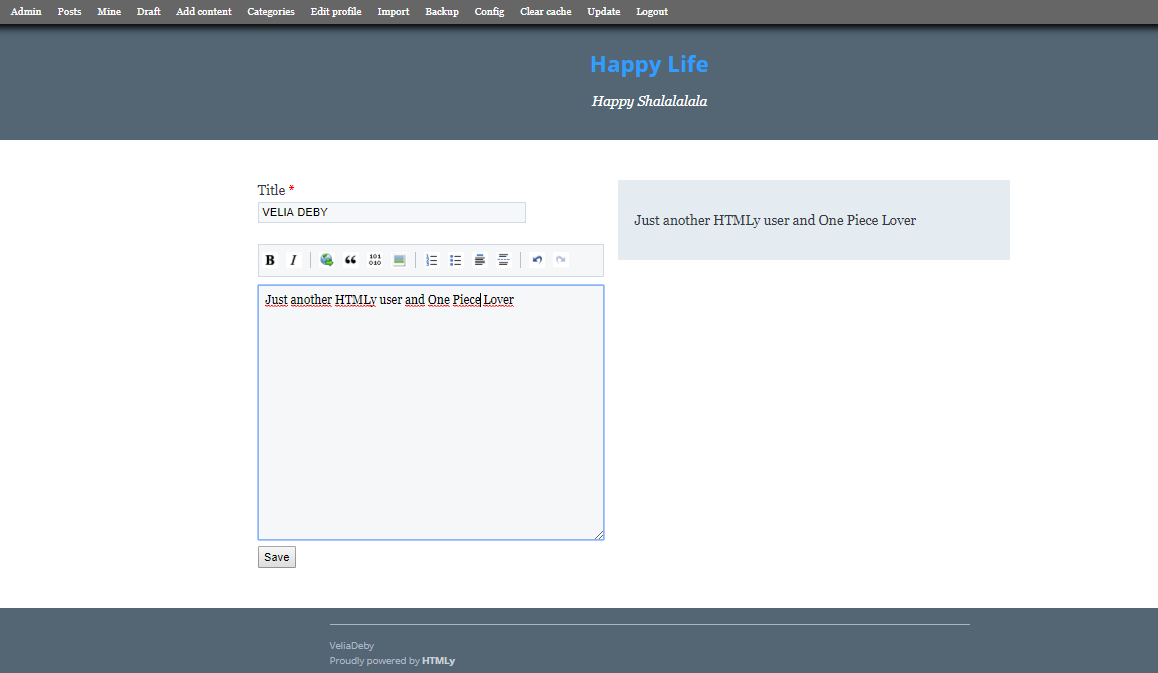 Admin Posts Mine Draft Add content Categories Edit profile Import Backup Config Clear cache Update Logout
Happy Life
Happy Shalalalala
Title *
VELIA DEBY
B I 101 010
Just another HTMLy user and One Piece Lover
Save
Just another HTMLy user and One Piece Lover
VeliaDeby
Proudly powered by HTMLy